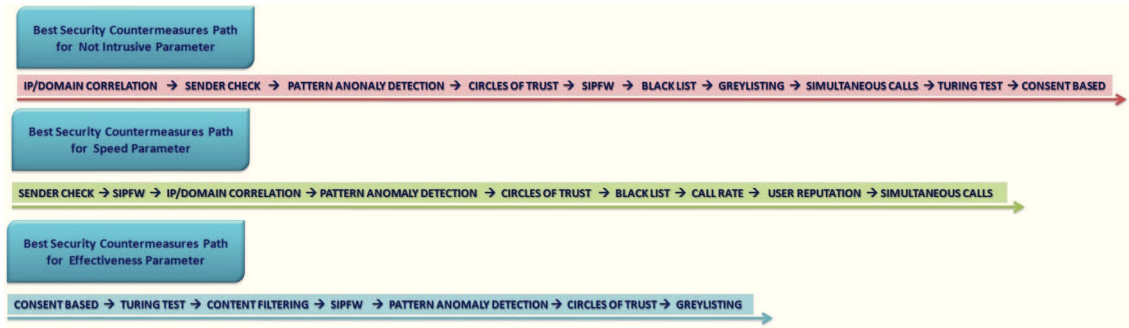 Best Security Countermeasures Path
for Not Intrusive Parameter
IP/DOMAIN CORRELATION → SENDER CHECK → PATTERN ANONALY DETECTION → CIRCLES OF TRUST → SIPFW → BLACK LIST → GREYLISTING → SIMULTANEOUS CALLS → TURING TEST → CONSENT BASED
Best Security Countermeasures Path
for Speed Parameter
SENDER CHECK → SIPFW → IP/DOMAIN CORRELATION → PATTERN ANOMALY DETECTION → CIRCLES OF TRUST → BLACK LIST → CALL RATE → USER REPUTATION → SIMULTANEOUS CALLS
Best Security Countermeasures Path
for Effectiveness Parameter
CONSENT BASED → TURING TEST → CONTENT FILTERING → SIPFW → PATTERN ANOMALY DETECTION → CIRCLES OF TRUST → GREYLISTING